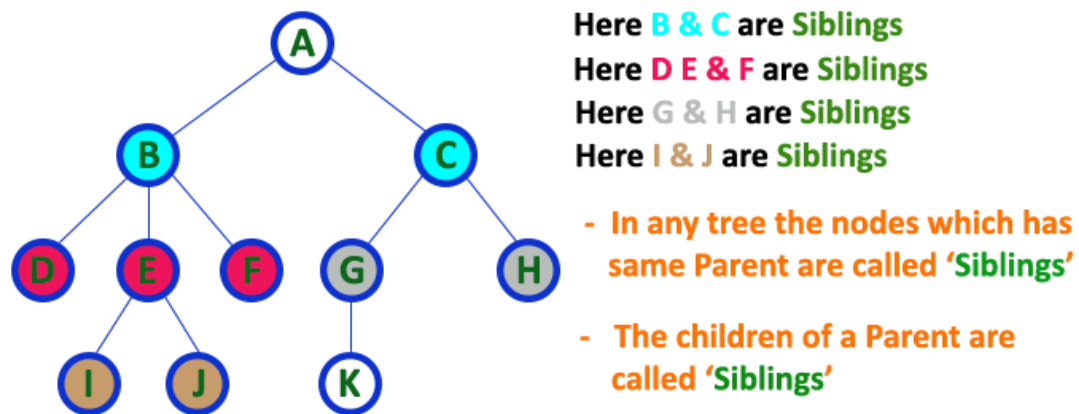 A
B
C
D
E
F
G
H
I
J
K
Here B & C are Siblings
Here D E & F are Siblings
Here G & H are Siblings
Here I & J are Siblings
- In any tree the nodes which has
same Parent are called ‘Siblings’
- The children of a Parent are
called ‘Siblings’